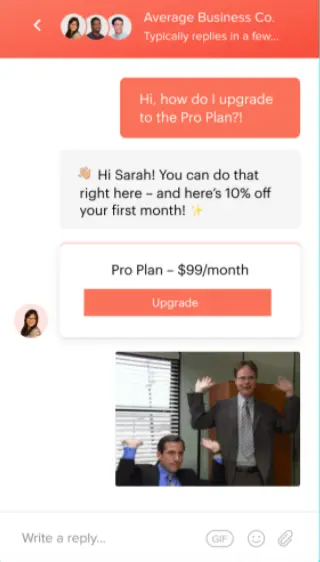 Average Business Co.
Typically replies in a few...
Hi, how do I upgrade
to the Pro Plan?!
👋🏼 Hi Sarah! You can do that
right here – and here’s 10% off
your first month! ✨
Pro Plan – $99/month
Upgrade
Write a reply...
GIF